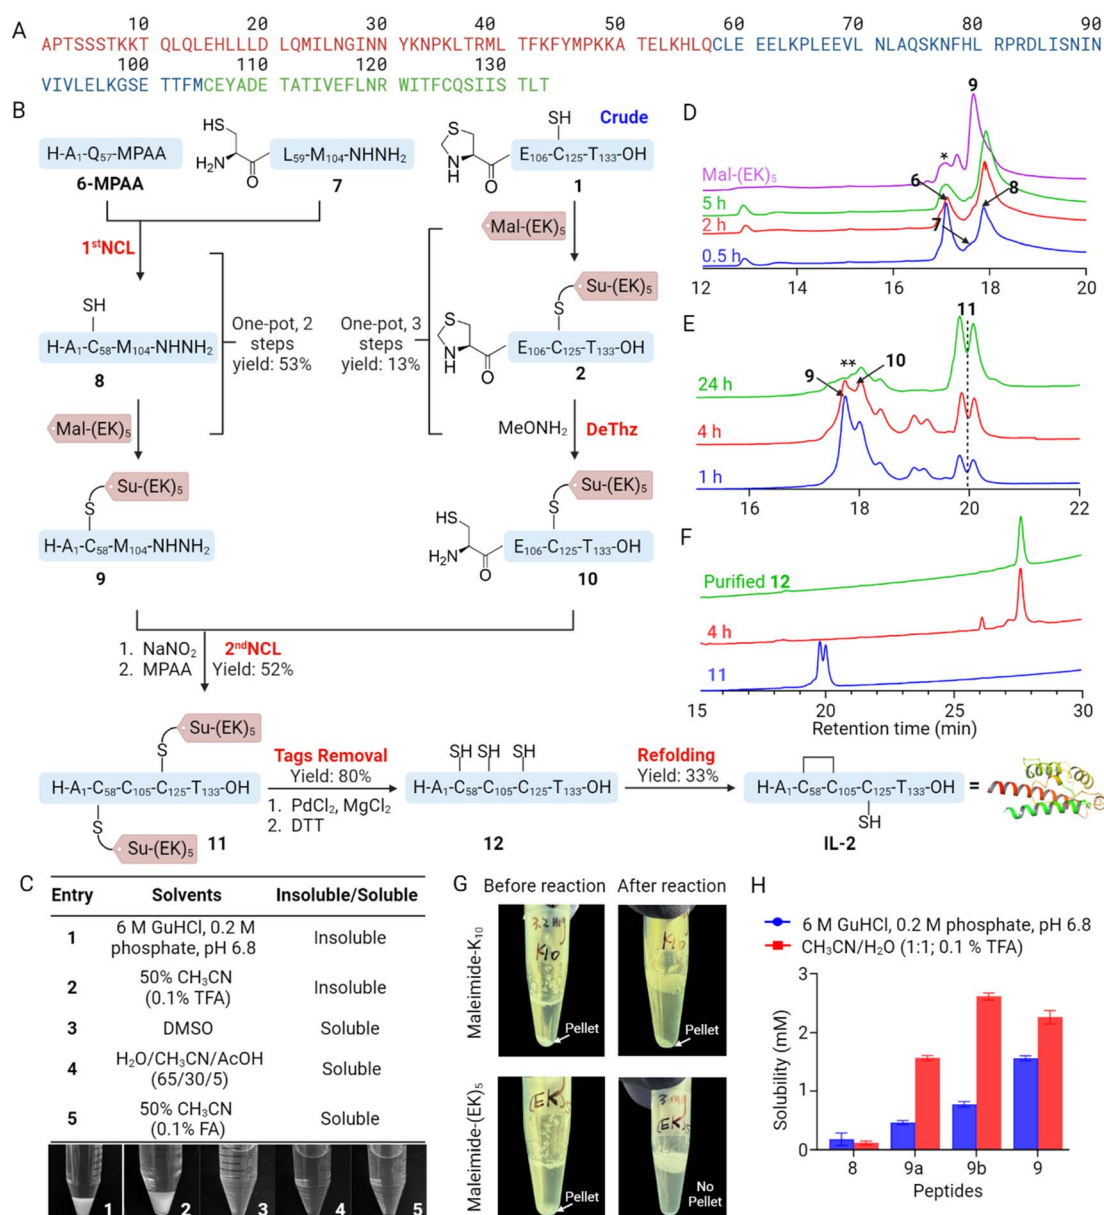 A
10 20 30 40 50 60 70 80 90
APTSSSTKKT QLQLEHLLLD LQMILNGINN YKNPKLTRML TFKFYMPKKA TELKHLQCLE EELKPLEEVL NLAQSKNFHL RPRDLISNIN
100 110 120 130
VIVLELKGSE TTFMCEYADE TATIVEFLNR WITFCQSIIS TLT
B
H-A₁-Q₅₇-MPAA
6-MPAA
HS
H₂N
O
L₅₉-M₁₀₄-NHNH₂
7
1ˢᵗNCL
SH
H-A₁-C₅₈-M₁₀₄-NHNH₂
8
Mal-(EK)₅
One-pot, 2
steps
yield: 53%
Su-(EK)₅
S
H-A₁-C₅₈-M₁₀₄-NHNH₂
9
Crude
SH
S
HN
O
E₁₀₆-C₁₂₅-T₁₃₃-OH
1
Mal-(EK)₅
One-pot, 3
steps
yield: 13%
Su-(EK)₅
S
S
HN
O
E₁₀₆-C₁₂₅-T₁₃₃-OH
2
MeONH₂
DeThz
Su-(EK)₅
S
HS
H₂N
O
E₁₀₆-C₁₂₅-T₁₃₃-OH
10
1. NaNO₂
2. MPAA
2ⁿᵈNCL
Yield: 52%
Su-(EK)₅
S
H-A₁-C₅₈-C₁₀₅-C₁₂₅-T₁₃₃-OH
S
Su-(EK)₅
11
Tags Removal
Yield: 80%
1. PdCl₂, MgCl₂
2. DTT
SH SH SH
H-A₁-C₅₈-C₁₀₅-C₁₂₅-T₁₃₃-OH
12
Refolding
Yield: 33%
H-A₁-C₅₈-C₁₀₅-C₁₂₅-T₁₃₃-OH
SH
IL-2
=
C
Entry Solvents Insoluble/Soluble
1 6 M GuHCl, 0.2 M phosphate, pH 6.8 Insoluble
2 50% CH₃CN (0.1% TFA) Insoluble
3 DMSO Soluble
4 H₂O/CH₃CN/AcOH (65/30/5) Soluble
5 50% CH₃CN (0.1% FA) Soluble
1 2 3 4 5
D
9
*
Mal-(EK)₅
5 h
2 h
0.5 h
6
7
8
12 14 16 18 20
E
11
**
9
10
24 h
4 h
1 h
16 18 20 22
F
Purified 12
4 h
11
15 20 25 30
Retention time (min)
G
Before reaction After reaction
Maleimide-K₁₀
3.2 mg
K10
Pellet
K10
Pellet
Maleimide-(EK)₅
(EK)5
Pellet
3 mg
(EK)
No
Pellet
H
6 M GuHCl, 0.2 M phosphate, pH 6.8
CH₃CN/H₂O (1:1; 0.1 % TFA)
Solubility (mM)
3
2
1
0
8 9a 9b 9
Peptides